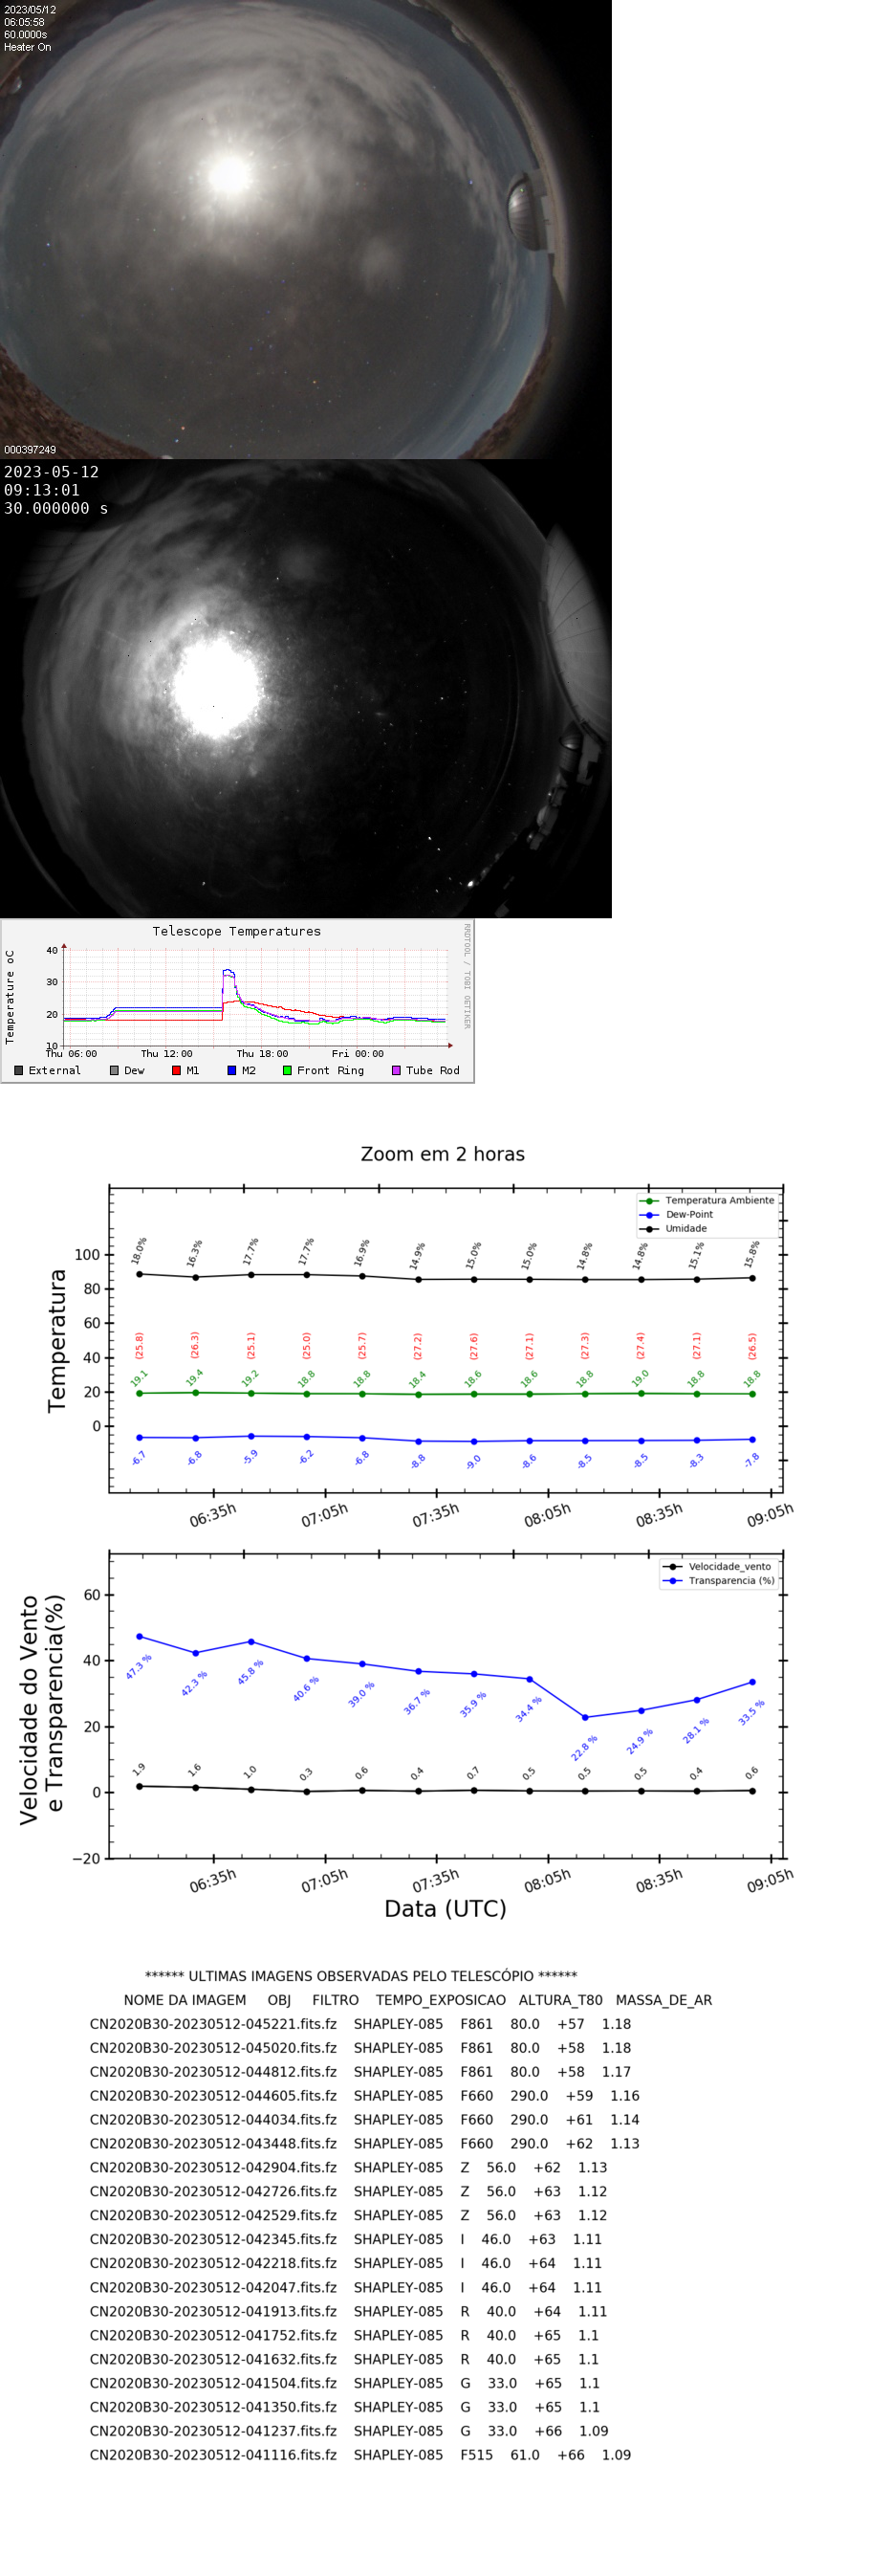 2023/05/12
06:05:58
60.0000s
Heater On
000397249
2023-05-12
09:13:01
30.000000 s
Telescope Temperatures
RRDTOOL / TOBI OETIKER
Temperature oC
40
30
20
10
Thu 06:00 Thu 12:00 Thu 18:00 Fri 00:00
External Dew M1 M2 Front Ring Tube Rod
Zoom em 2 horas
Temperatura Ambiente
Dew-Point
Umidade
Temperatura
100
80
60
40
20
0
18.0% 16.3% 17.7% 17.7% 16.9% 14.9% 15.0% 15.0% 14.8% 14.8% 15.1% 15.8%
(25.8) (26.3) (25.1) (25.0) (25.7) (27.2) (27.6) (27.1) (27.3) (27.4) (27.1) (26.5)
19.1 19.4 19.2 18.8 18.8 18.4 18.6 18.6 18.8 19.0 18.8 18.8
-6.7 -6.8 -5.9 -6.2 -6.8 -8.8 -9.0 -8.6 -8.5 -8.5 -8.3 -7.8
06:35h 07:05h 07:35h 08:05h 08:35h 09:05h
Velocidade_vento
Transparencia (%)
Velocidade do Vento
e Transparencia(%)
60
40
20
0
−20
47.3 % 42.3 % 45.8 % 40.6 % 39.0 % 36.7 % 35.9 % 34.4 % 22.8 % 24.9 % 28.1 % 33.5 %
1.9 1.6 1.0 0.3 0.6 0.4 0.7 0.5 0.5 0.5 0.4 0.6
06:35h 07:05h 07:35h 08:05h 08:35h 09:05h
Data (UTC)
****** ULTIMAS IMAGENS OBSERVADAS PELO TELESCÓPIO ******
NOME DA IMAGEM OBJ FILTRO TEMPO_EXPOSICAO ALTURA_T80 MASSA_DE_AR
CN2020B30-20230512-045221.fits.fz SHAPLEY-085 F861 80.0 +57 1.18
CN2020B30-20230512-045020.fits.fz SHAPLEY-085 F861 80.0 +58 1.18
CN2020B30-20230512-044812.fits.fz SHAPLEY-085 F861 80.0 +58 1.17
CN2020B30-20230512-044605.fits.fz SHAPLEY-085 F660 290.0 +59 1.16
CN2020B30-20230512-044034.fits.fz SHAPLEY-085 F660 290.0 +61 1.14
CN2020B30-20230512-043448.fits.fz SHAPLEY-085 F660 290.0 +62 1.13
CN2020B30-20230512-042904.fits.fz SHAPLEY-085 Z 56.0 +62 1.13
CN2020B30-20230512-042726.fits.fz SHAPLEY-085 Z 56.0 +63 1.12
CN2020B30-20230512-042529.fits.fz SHAPLEY-085 Z 56.0 +63 1.12
CN2020B30-20230512-042345.fits.fz SHAPLEY-085 I 46.0 +63 1.11
CN2020B30-20230512-042218.fits.fz SHAPLEY-085 I 46.0 +64 1.11
CN2020B30-20230512-042047.fits.fz SHAPLEY-085 I 46.0 +64 1.11
CN2020B30-20230512-041913.fits.fz SHAPLEY-085 R 40.0 +64 1.11
CN2020B30-20230512-041752.fits.fz SHAPLEY-085 R 40.0 +65 1.1
CN2020B30-20230512-041632.fits.fz SHAPLEY-085 R 40.0 +65 1.1
CN2020B30-20230512-041504.fits.fz SHAPLEY-085 G 33.0 +65 1.1
CN2020B30-20230512-041350.fits.fz SHAPLEY-085 G 33.0 +65 1.1
CN2020B30-20230512-041237.fits.fz SHAPLEY-085 G 33.0 +66 1.09
CN2020B30-20230512-041116.fits.fz SHAPLEY-085 F515 61.0 +66 1.09